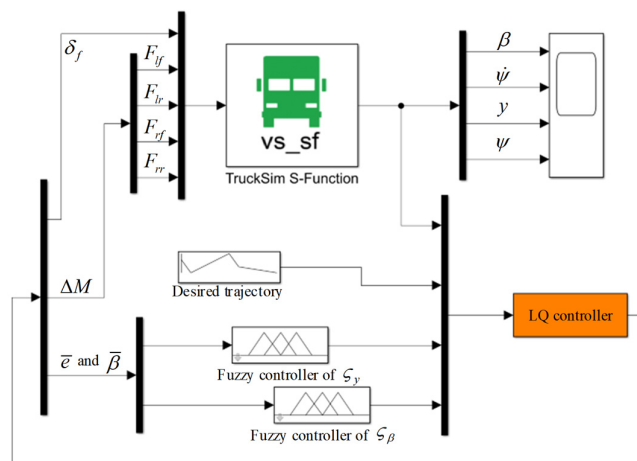 δ_f
F_lf
F_lr
F_rf
F_rr
vs_sf
TruckSim S-Function
β
ψ̇
y
ψ
ΔM
Desired trajectory
LQ controller
e̅ and β̅
Fuzzy controller of ς_y
Fuzzy controller of ς_β